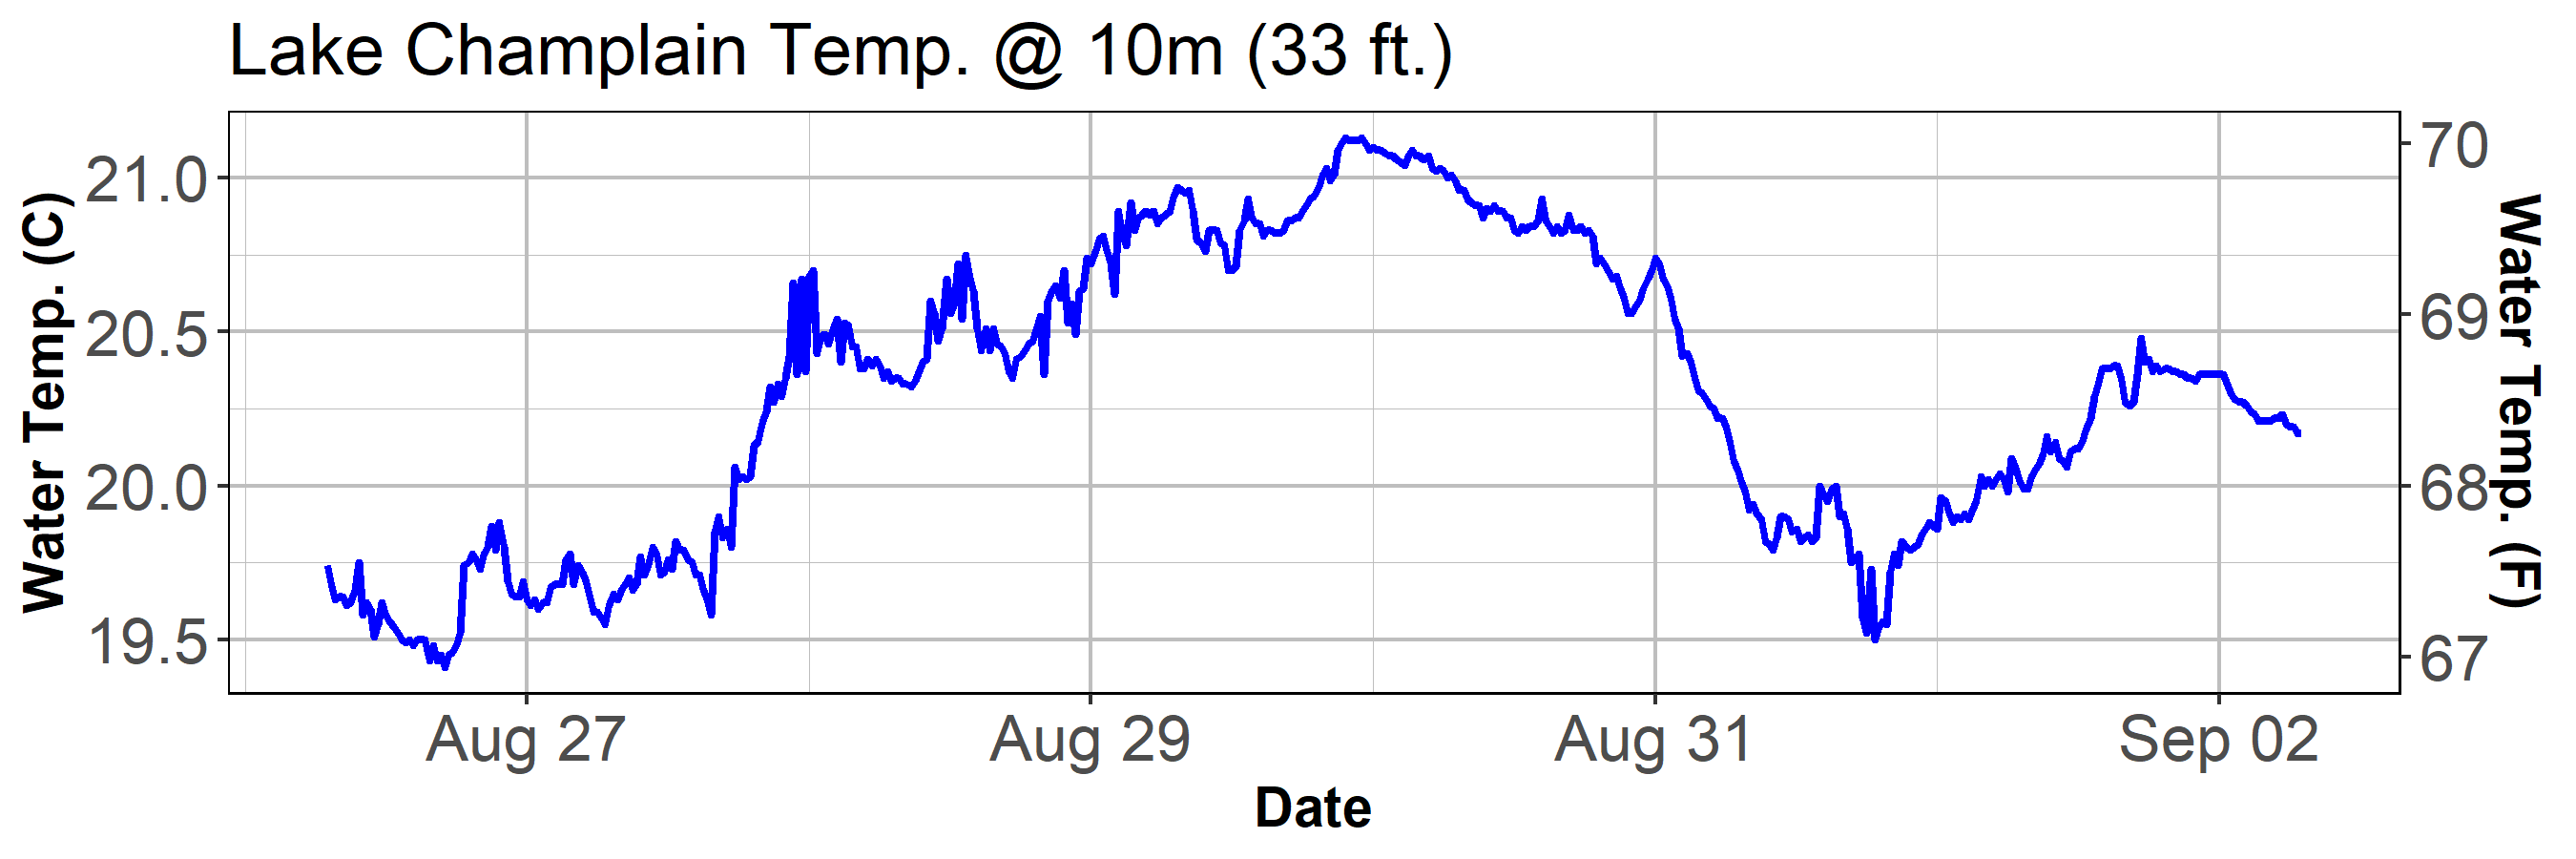 Lake Champlain Temp. @ 10m (33 ft.)
Water Temp. (C)
21.0
20.5
20.0
19.5
70
69
68
67
Water Temp. (F)
Aug 27
Aug 29
Aug 31
Sep 02
Date